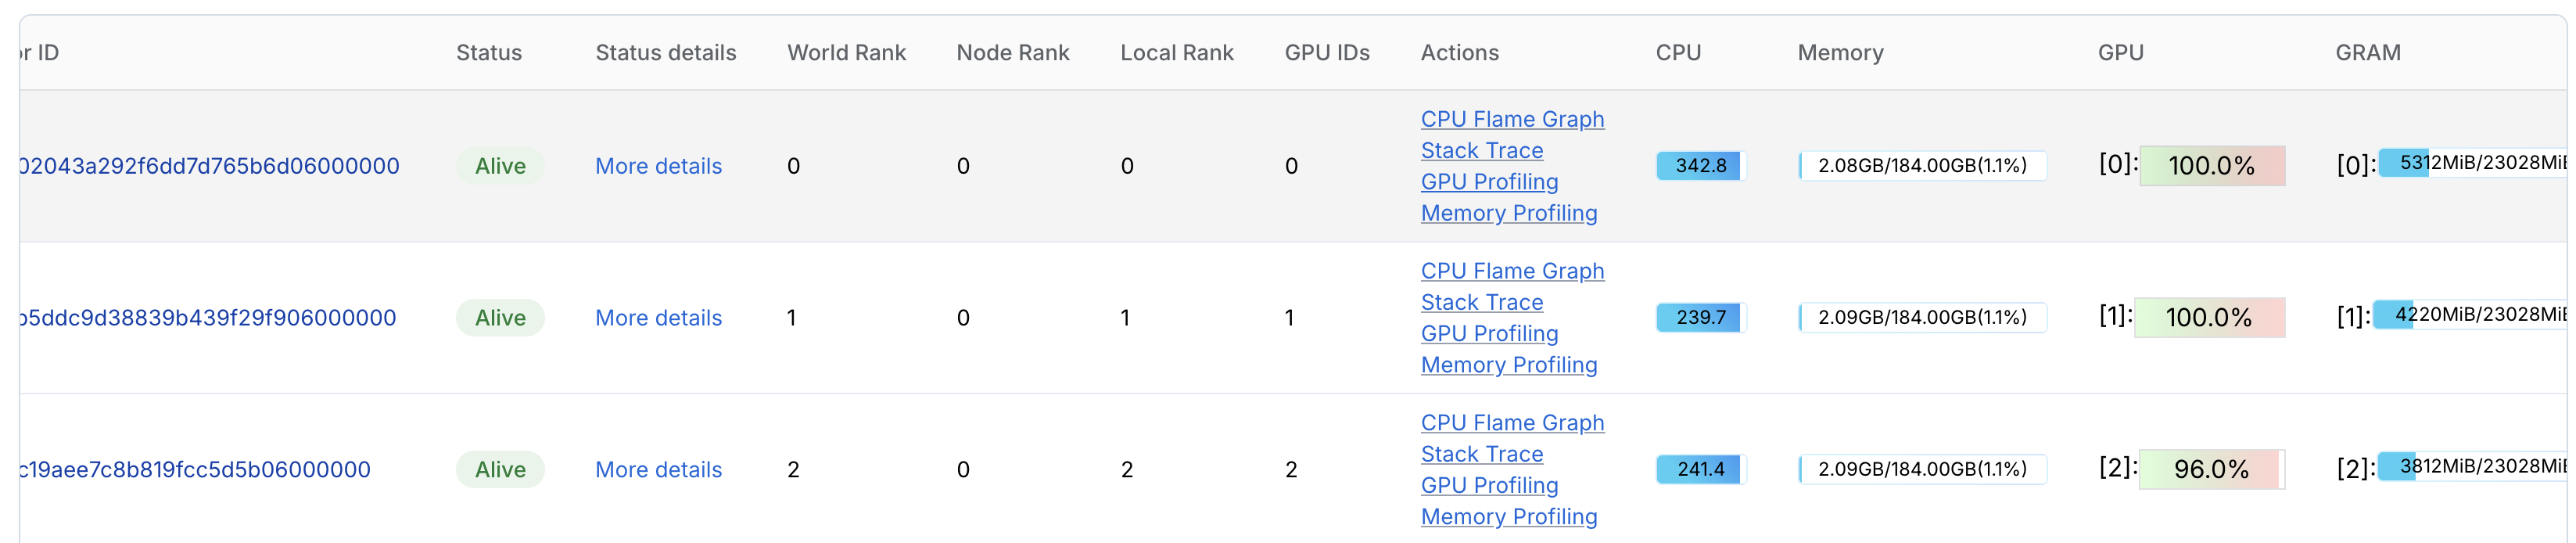 r ID Status Status details World Rank Node Rank Local Rank GPU IDs Actions CPU Memory GPU GRAM
02043a292f6dd7d765b6d06000000 Alive More details 0 0 0 0 CPU Flame Graph 342.8 2.08GB/184.00GB(1.1%) [0]: 100.0% [0]: 5312MiB/23028MiB
Stack Trace
GPU Profiling
Memory Profiling
b5ddc9d38839b439f29f906000000 Alive More details 1 0 1 1 CPU Flame Graph 239.7 2.09GB/184.00GB(1.1%) [1]: 100.0% [1]: 4220MiB/23028MiB
Stack Trace
GPU Profiling
Memory Profiling
c19aee7c8b819fcc5d5b06000000 Alive More details 2 0 2 2 CPU Flame Graph 241.4 2.09GB/184.00GB(1.1%) [2]: 96.0% [2]: 3812MiB/23028MiB
Stack Trace
GPU Profiling
Memory Profiling